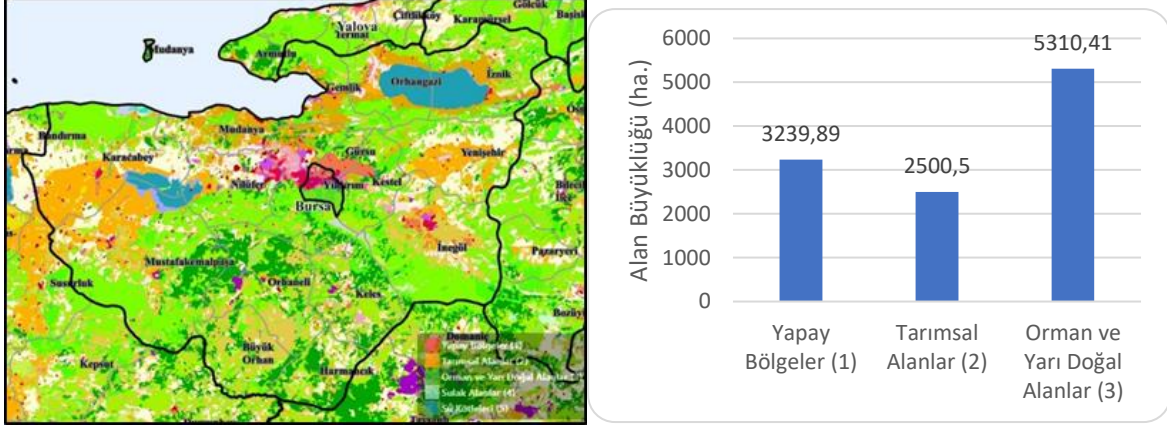 Gölcük
Çiftlikköy
Karamürsel
Başisk
Yalova
Termal
Mudanya
Armutlu
Orhangazi
İznik
Gemlik
Bandırma
Mudanya
Gürsu
Yenişehir
Karacabey
Nilüfer
Yıldırım
Kestel
Bursa
İnegöl
Mustafakemalpaşa
Pazaryeri
Susurluk
Orhaneli
Keles
Bozüyü
Büyük
Orhan
Domaniç
Kepsut
Harmancık
Yapay Bölgeler (1)
Tarımsal Alanlar (2)
Orman ve Yarı Doğal Alanlar
Sulak Alanlar (4)
Su Kütleleri (5)
Alan Büyüklüğü (ha.)
6000
5000
4000
3000
2000
1000
0
3239,89
2500,5
5310,41
Yapay
Bölgeler (1)
Tarımsal
Alanlar (2)
Orman ve
Yarı Doğal
Alanlar (3)